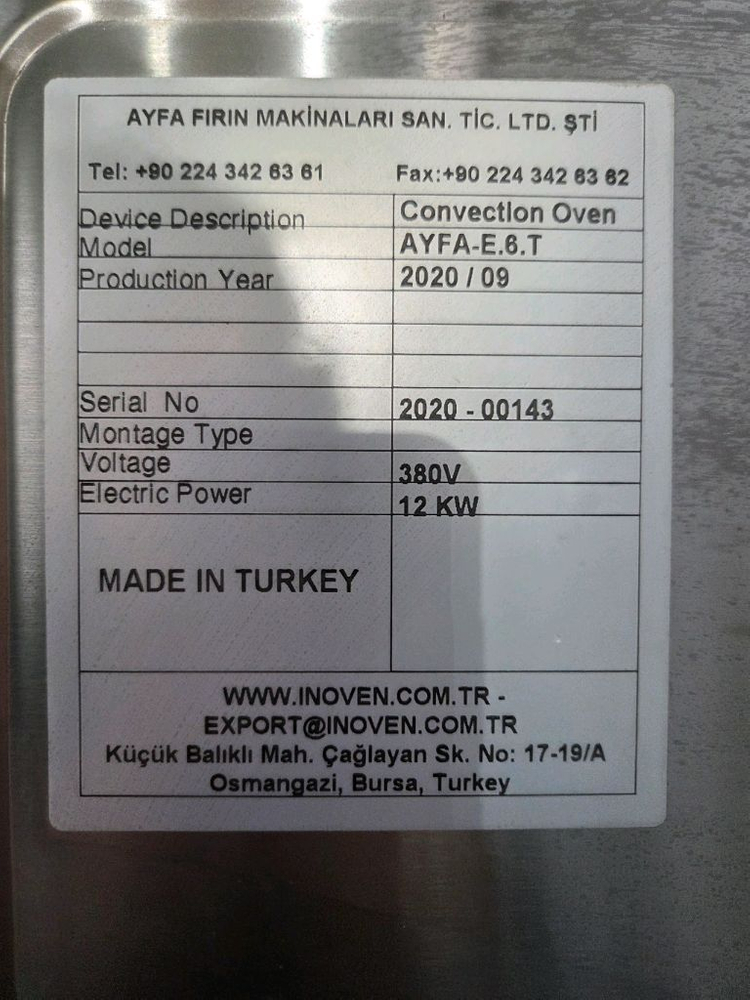 AYFA FIRIN MAKİNALARI SAN. TİC. LTD. ŞTİ
Tel: +90 224 342 63 61 Fax:+90 224 342 63 62
Device Description Convection Oven
Model AYFA-E.6.T
Production Year 2020 / 09
Serial No 2020 - 00143
Montage Type
Voltage 380V
Electric Power 12 KW
MADE IN TURKEY
WWW.INOVEN.COM.TR -
EXPORT@INOVEN.COM.TR
Küçük Balıklı Mah. Çağlayan Sk. No: 17-19/A
Osmangazi, Bursa, Turkey